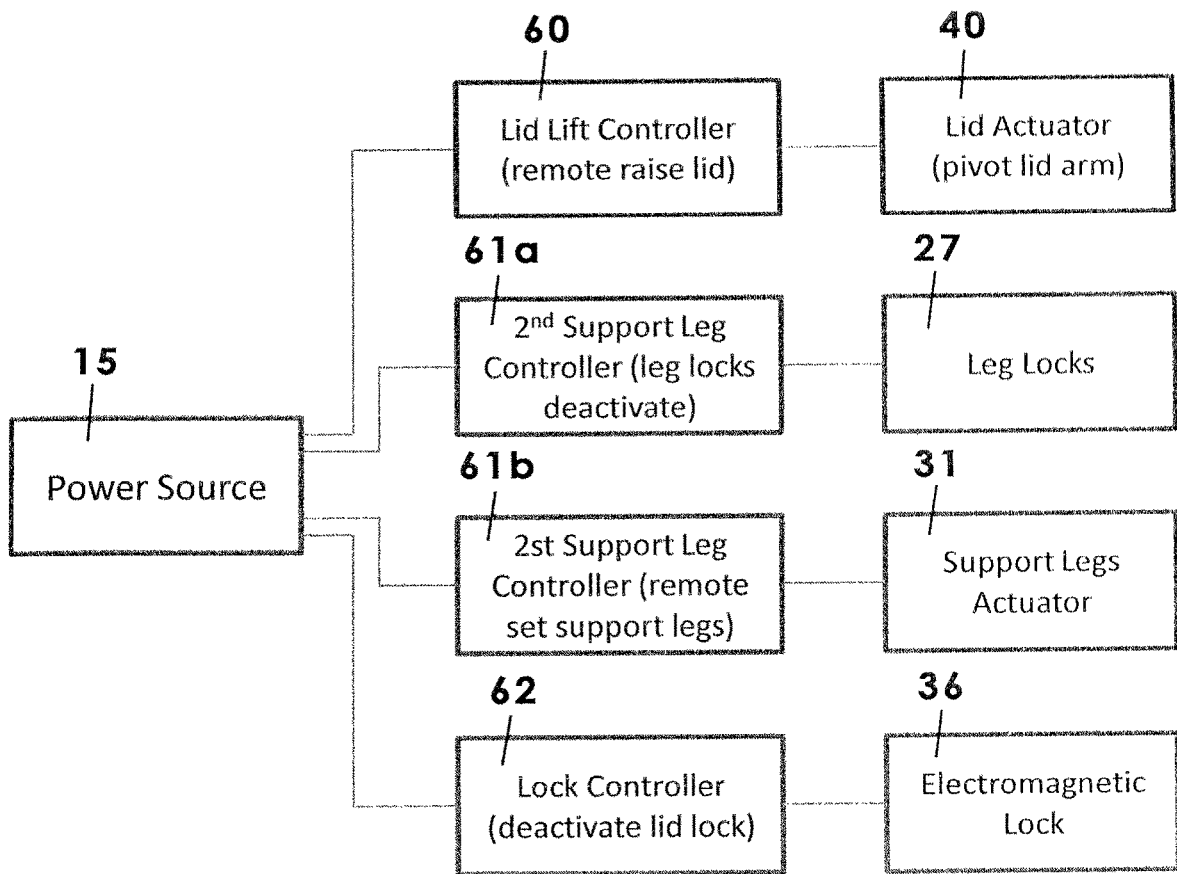 60
40
Lid Lift Controller
(remote raise lid)
Lid Actuator
(pivot lid arm)
61a
27
2nd Support Leg
Controller (leg locks
deactivate)
Leg Locks
15
Power Source
61b
31
2st Support Leg
Controller (remote
set support legs)
Support Legs
Actuator
62
36
Lock Controller
(deactivate lid lock)
Electromagnetic
Lock